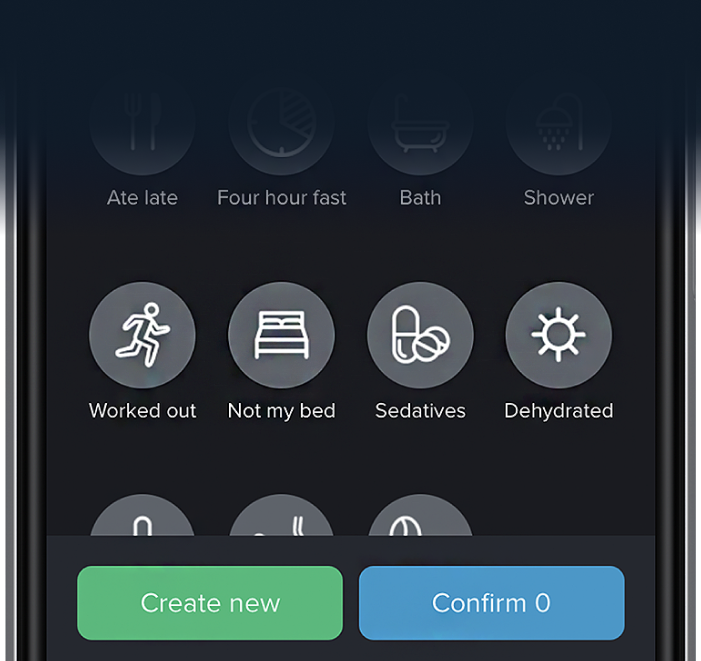 Ate late Four hour fast Bath Shower
Worked out Not my bed Sedatives Dehydrated
Create new Confirm 0